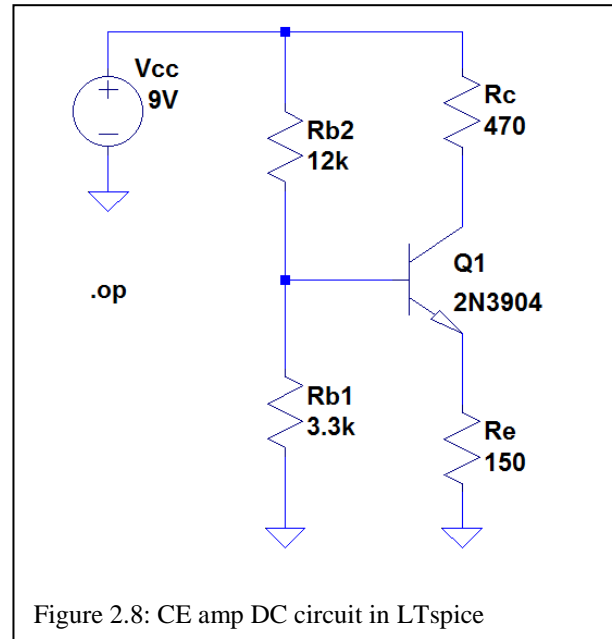 Vcc
9V
Rb2
12k
Rc
470
.op
Q1
2N3904
Rb1
3.3k
Re
150
Figure 2.8: CE amp DC circuit in LTspice